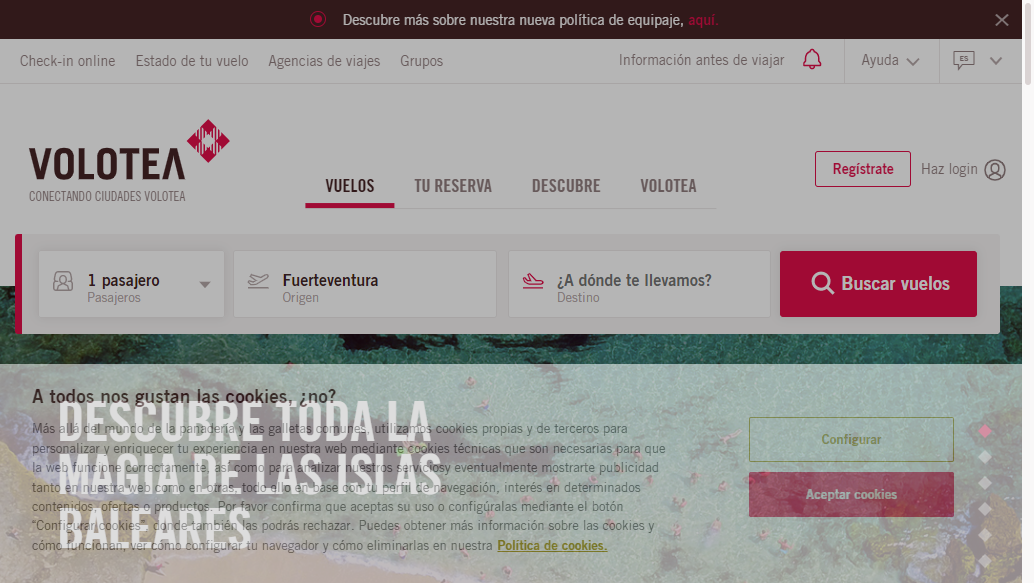 Descubre más sobre nuestra nueva política de equipaje, aquí.
Check-in online Estado de tu vuelo Agencias de viajes Grupos Información antes de viajar Ayuda ES
VOLOTEA
CONECTANDO CIUDADES VOLOTEA
VUELOS TU RESERVA DESCUBRE VOLOTEA
Regístrate Haz login
1 pasajero
Pasajeros
Fuerteventura
Origen
¿A dónde te llevamos?
Destino
Buscar vuelos
A todos nos gustan las cookies, ¿no?
DESCUBRE TODA LA
MAGIA DE LAS ISLAS
BALEARES
Más allá del mundo de la panadería y las galletas comunes, utilizamos cookies propias y de terceros para
personalizar y enriquecer tu experiencia en nuestra web mediante cookies técnicas que son necesarias para que
la web funcione correctamente, así como para analizar nuestros serviciosy eventualmente mostrarte publicidad
tanto en nuestra web como en otras, todo ello en base con tu perfil de navegación, interés en determinados
contenidos, ofertas o productos. Por favor confirma que aceptas su uso o configúralas mediante el botón
"Configurar cookies", donde también las podrás rechazar. Puedes obtener más información sobre las cookies y
cómo funcionan, ver cómo configurar tu navegador y cómo eliminarlas en nuestra Política de cookies.
Configurar
Aceptar cookies